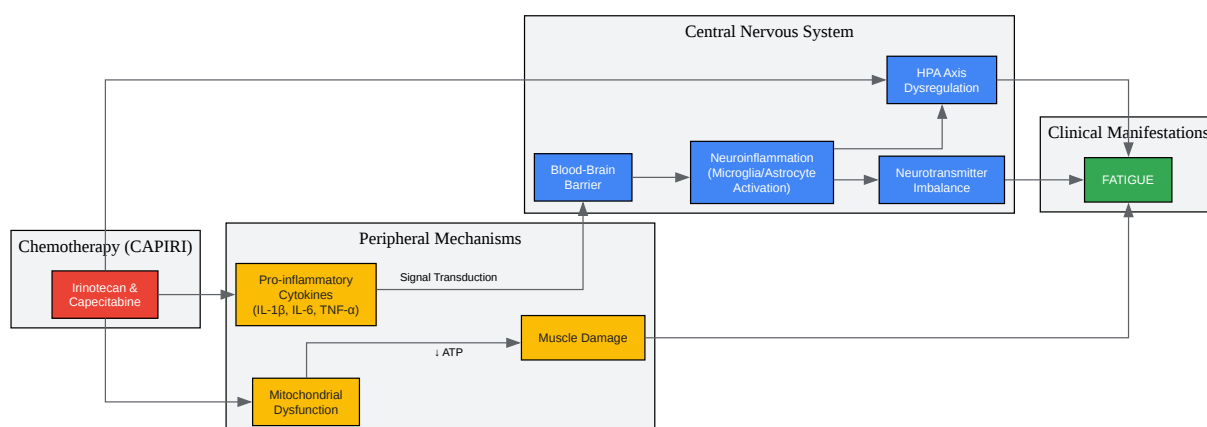 Central Nervous System
HPA Axis
Dysregulation
Clinical Manifestations
Blood-Brain
Barrier
Neuroinflammation
(Microglia/Astrocyte
Activation)
Neurotransmitter
Imbalance
FATIGUE
Chemotherapy (CAPIRI)
Irinotecan &
Capecitabine
Peripheral Mechanisms
Pro-inflammatory
Cytokines
(IL-1β, IL-6, TNF-α)
Signal Transduction
Muscle Damage
↓ ATP
Mitochondrial
Dysfunction